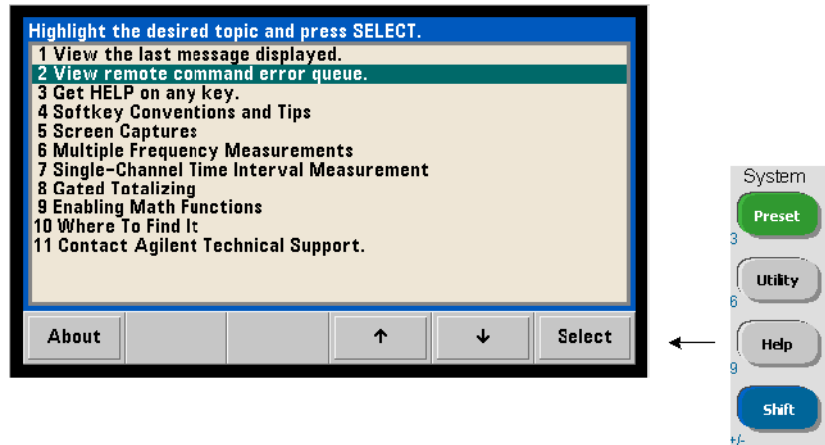 Highlight the desired topic and press SELECT.
1 View the last message displayed.
2 View remote command error queue.
3 Get HELP on any key.
4 Softkey Conventions and Tips
5 Screen Captures
6 Multiple Frequency Measurements
7 Single-Channel Time Interval Measurement
8 Gated Totalizing
9 Enabling Math Functions
10 Where To Find It
11 Contact Agilent Technical Support.
About ↑ ↓ Select
System
Preset
3
Utility
6
Help
9
Shift
+/-